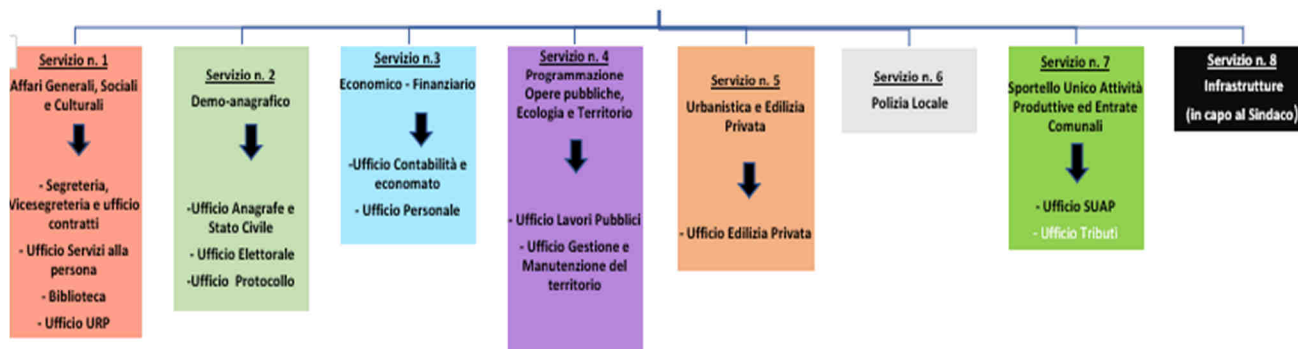 Servizio n. 1
Affari Generali, Sociali
e Culturali
- Segreteria,
Vicesegreteria e ufficio
contratti
- Ufficio Servizi alla
persona
- Biblioteca
- Ufficio URP
Servizio n. 2
Demo-anagrafico
-Ufficio Anagrafe e
Stato Civile
- Ufficio Elettorale
-Ufficio Protocollo
Servizio n.3
Economico - Finanziario
-Ufficio Contabilità e
economato
- Ufficio Personale
Servizio n. 4
Programmazione
Opere pubbliche,
Ecologia e Territorio
- Ufficio Lavori Pubblici
- Ufficio Gestione e
Manutenzione del
territorio
Servizio n. 5
Urbanistica e Edilizia
Privata
- Ufficio Edilizia Privata
Servizio n. 6
Polizia Locale
Servizio n. 7
Sportello Unico Attività
Produttive ed Entrate
Comunali
- Ufficio SUAP
- Ufficio Tributi
Servizio n. 8
Infrastrutture
(in capo al Sindaco)